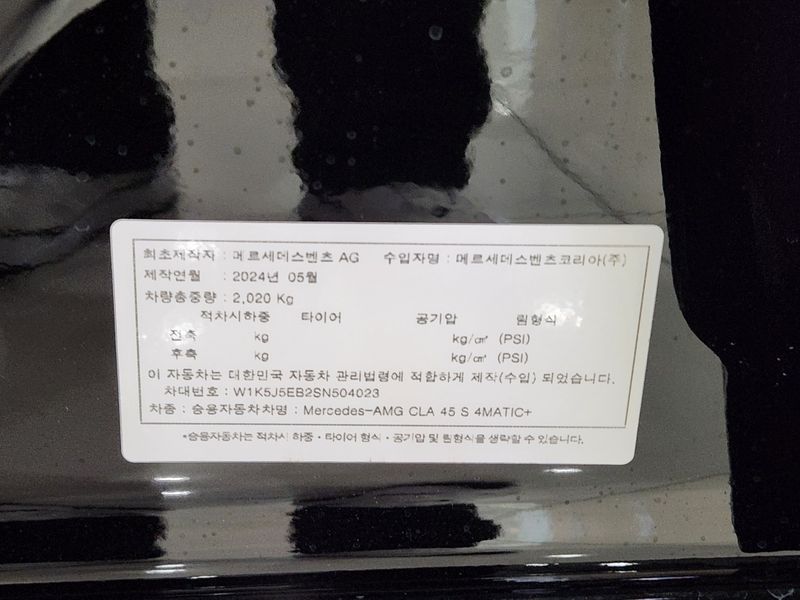 최초제작자 : 메르세데스벤츠 AG 수입자명 : 메르세데스벤츠코리아(주)
제작연월 : 2024년 05월
차량총중량 : 2,020 Kg
적차시하중 타이어 공기압 림형식
전축 kg kg/㎠ (PSI)
후축 kg kg/㎠ (PSI)
이 자동차는 대한민국 자동차 관리법령에 적합하게 제작(수입) 되었습니다.
차대번호 : W1K5J5EB2SN504023
차종 : 승용자동차차명 : Mercedes-AMG CLA 45 S 4MATIC+
*승용자동차는 적차시 하중·타이어 형식·공기압 및 림형식을 생략할 수 있습니다.